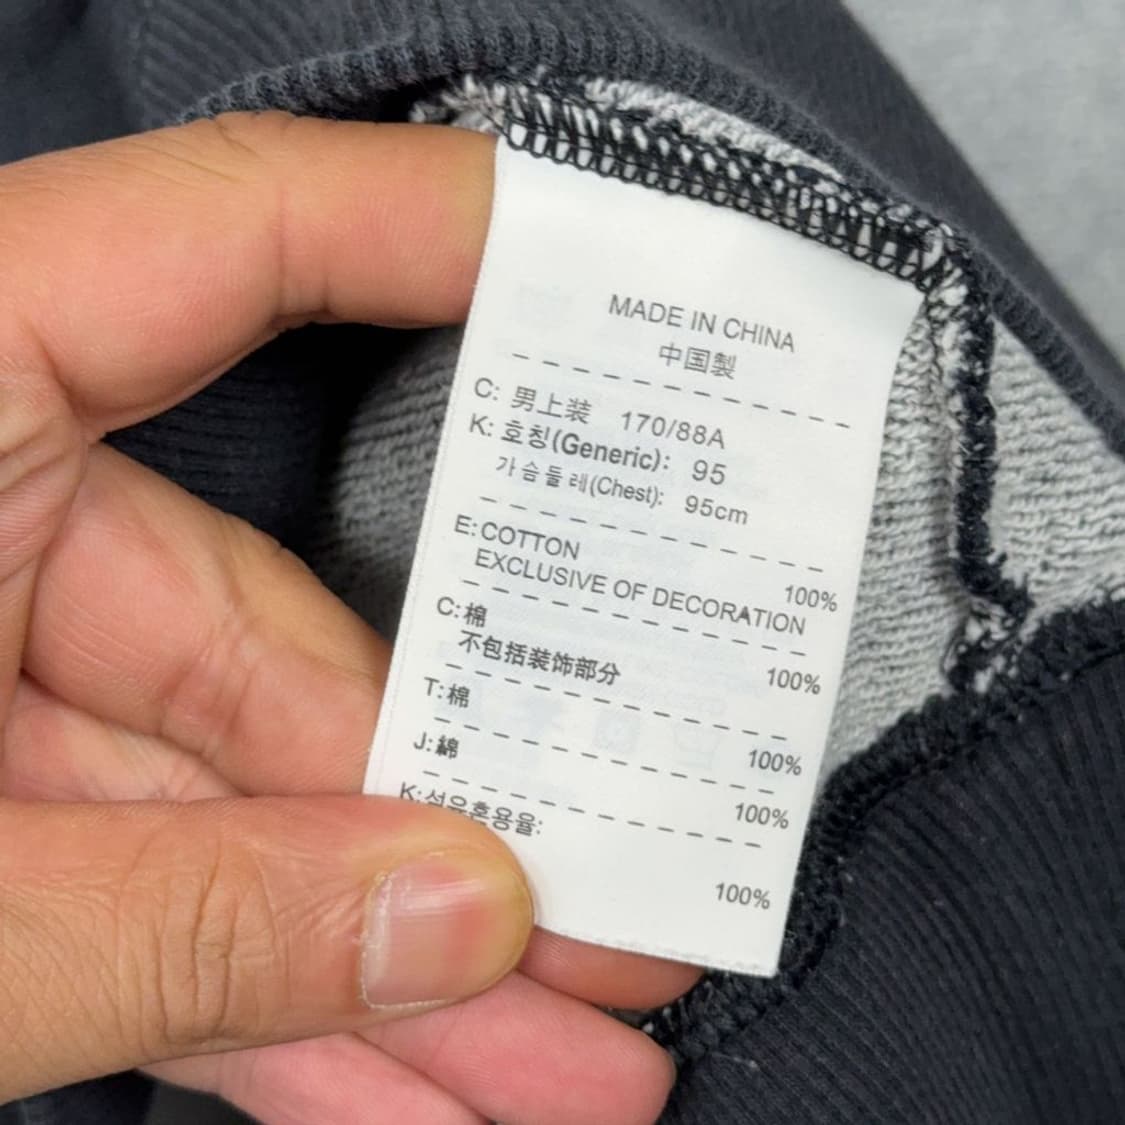 MADE IN CHINA
中国製
C: 男上装 170/88A
K: 호칭(Generic): 95
가슴둘레(Chest): 95cm
E: COTTON 100%
EXCLUSIVE OF DECORATION
C: 棉 100%
不包括装饰部分
T: 棉 100%
J: 綿 100%
K: 섬유혼용율:
100%